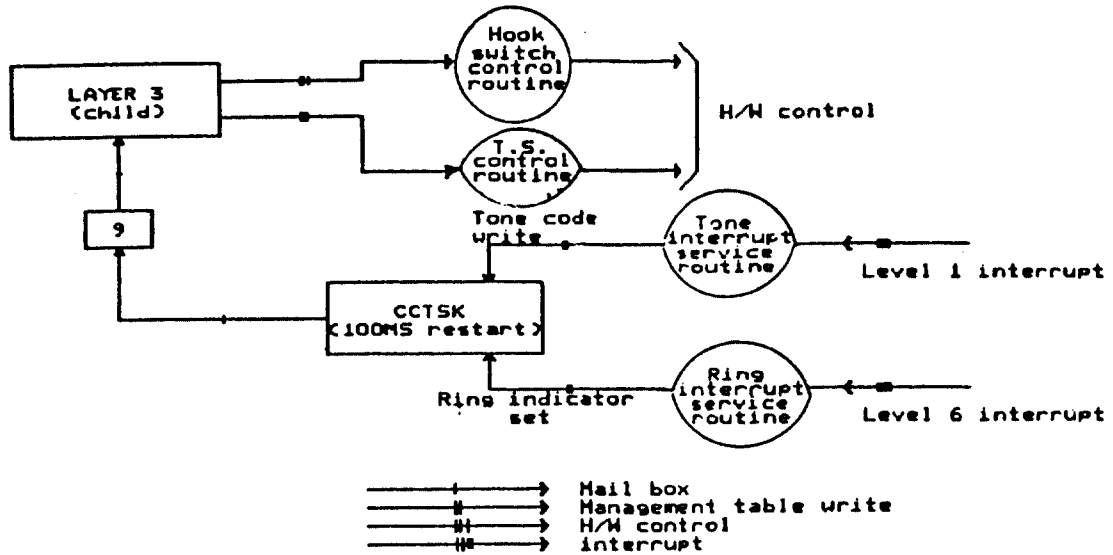 Hook
switch
control
routine
LAYER 3
(child)
H/W control
T.S.
control
routine
9
Tone code
write
Tone
interrupt
service
routine
Level 1 interrupt
CCTSK
(100MS restart)
Ring indicator
set
Ring
interrupt
service
routine
Level 6 interrupt
Mail box
Management table write
H/W control
interrupt